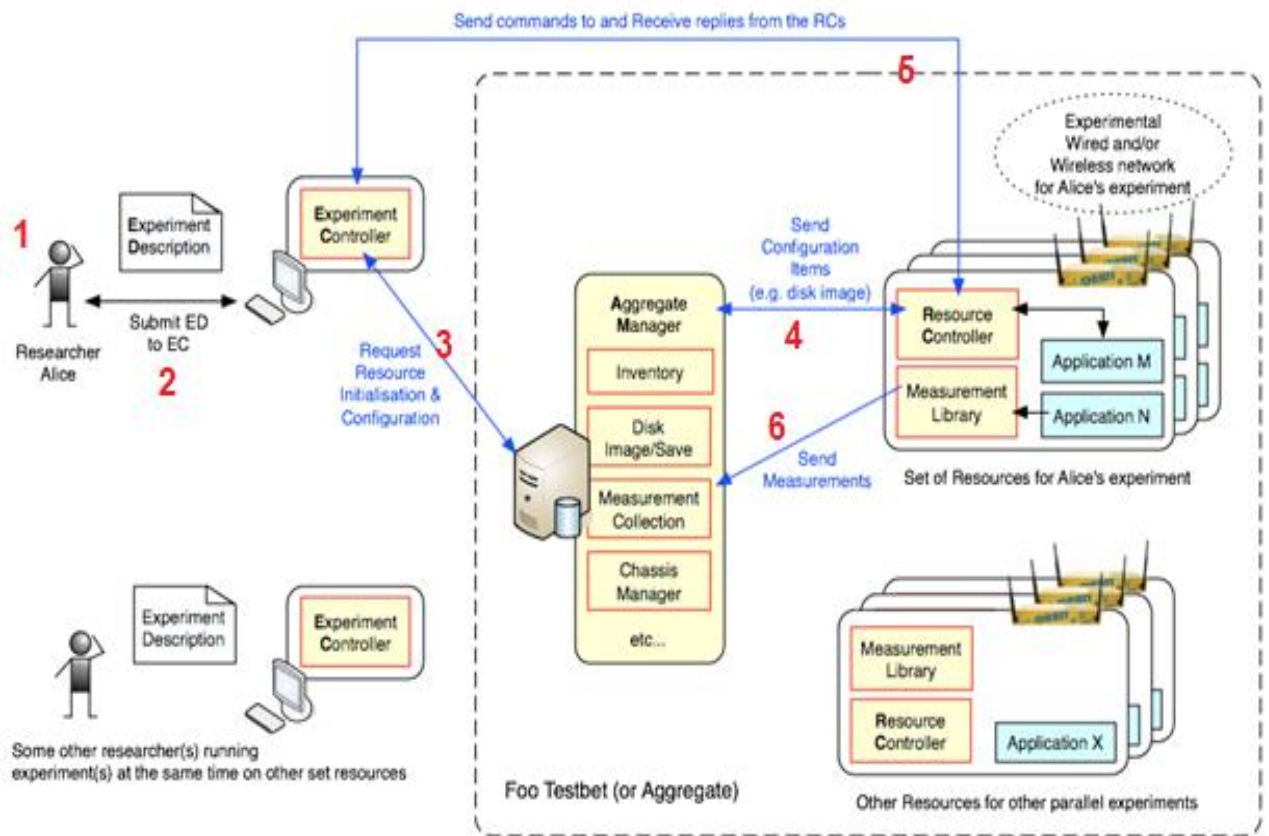 Send commands to and Receive replies from the RCs
5
Experimental
Wired and/or
Wireless network
for Alice's experiment
1
Experiment
Description
Experiment
Controller
Submit ED
to EC
2
Researcher
Alice
3
Request
Resource
Initialisation &
Configuration
Aggregate
Manager
Inventory
Disk
Image/Save
Measurement
Collection
Chassis
Manager
etc...
Send
Configuration
Items
(e.g. disk image)
4
6
Send
Measurements
Resource
Controller
Measurement
Library
Application M
Application N
Set of Resources for Alice's experiment
Experiment
Description
Experiment
Controller
Some other researcher(s) running
experiment(s) at the same time on other set resources
Measurement
Library
Resource
Controller
Application X
Foo Testbet (or Aggregate)
Other Resources for other parallel experiments